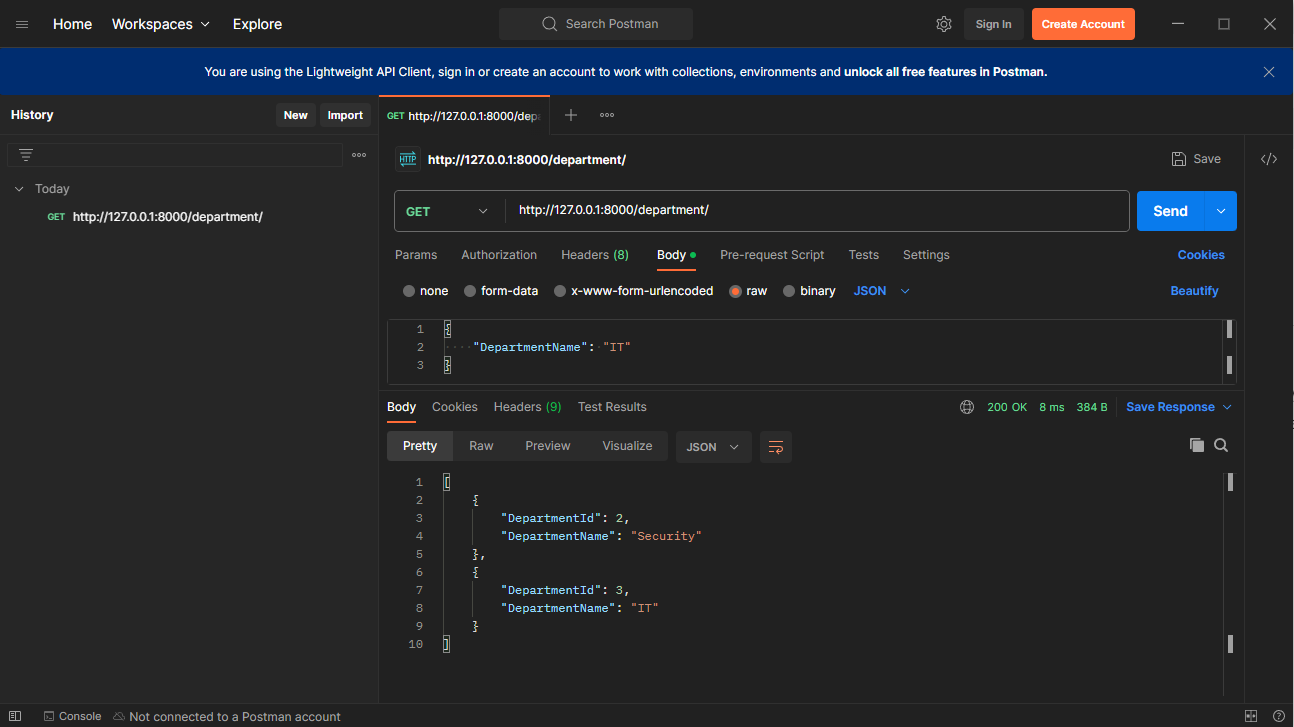 Home Workspaces Explore Search Postman Sign In Create Account
You are using the Lightweight API Client, sign in or create an account to work with collections, environments and unlock all free features in Postman.
History New Import
Today
GET http://127.0.0.1:8000/department/
GET http://127.0.0.1:8000/dep
HTTP http://127.0.0.1:8000/department/ Save
GET http://127.0.0.1:8000/department/ Send
Params Authorization Headers (8) Body Pre-request Script Tests Settings Cookies
none form-data x-www-form-urlencoded raw binary JSON Beautify
1 {
2 "DepartmentName": "IT"
3 }
Body Cookies Headers (9) Test Results 200 OK 8 ms 384 B Save Response
Pretty Raw Preview Visualize JSON
1 [
2 {
3 "DepartmentId": 2,
4 "DepartmentName": "Security"
5 },
6 {
7 "DepartmentId": 3,
8 "DepartmentName": "IT"
9 }
10 ]
Console Not connected to a Postman account